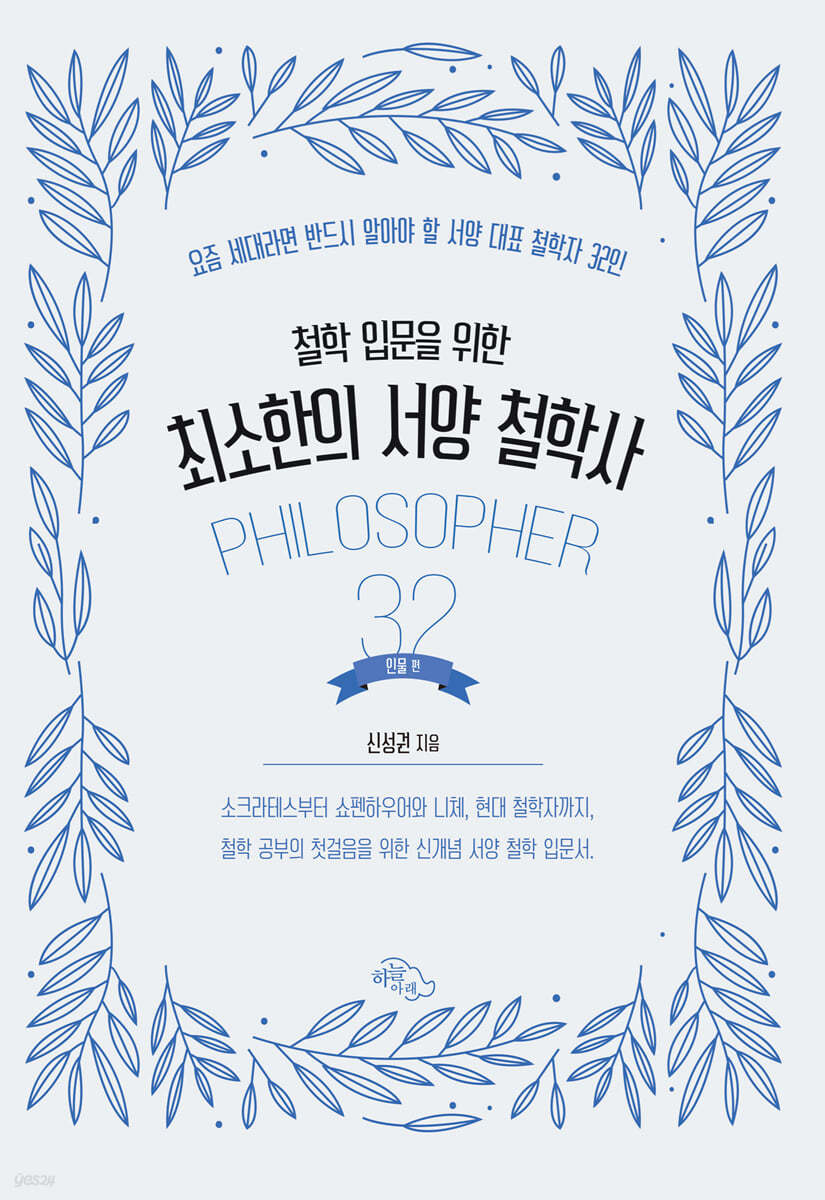 요즘 세대라면 반드시 알아야 할 서양 대표 철학자 32인
철학 입문을 위한
최소한의 서양 철학사
PHILOSOPHER
32
인물 편
신성권 지음
소크라테스부터 쇼펜하우어와 니체, 현대 철학자까지,
철학 공부의 첫걸음을 위한 신개념 서양 철학 입문서.
하늘
아래
yes24